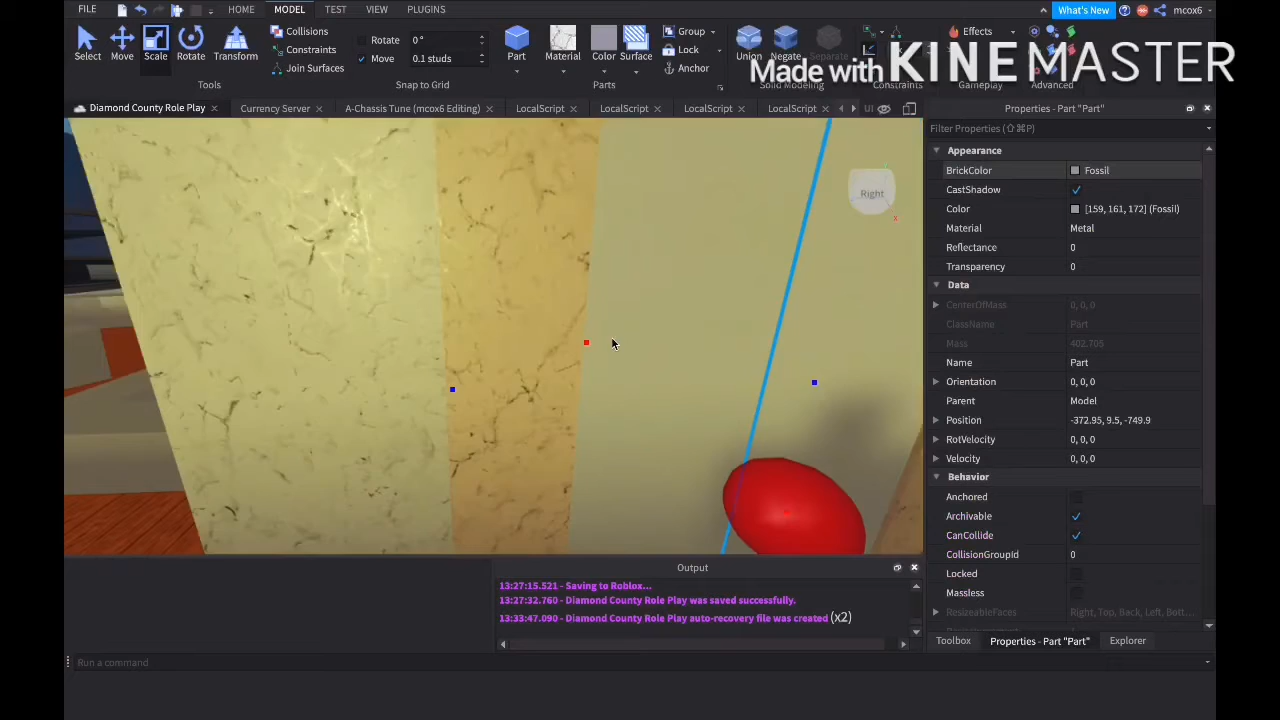 FILE HOME MODEL TEST VIEW PLUGINS What's New mcox6
Select Move Scale Rotate Transform
Tools
Collisions
Constraints
Join Surfaces
Rotate 0 °
Move 0.1 studs
Snap to Grid
Part Material Color Surface
Group
Lock
Anchor
Parts
Union Negate Separate
Solid Modeling
Constraints
Effects
Gameplay
Advanced
Made with KINEMASTER
Diamond County Role Play Currency Server A-Chassis Tune (mcox6 Editing) LocalScript LocalScript LocalScript LocalScript UI
Properties - Part "Part"
Filter Properties (⇧⌘P)
Right
Appearance
BrickColor Fossil
CastShadow
Color [159, 161, 172] (Fossil)
Material Metal
Reflectance 0
Transparency 0
Data
CenterOfMass 0, 0, 0
ClassName Part
Mass 402.705
Name Part
Orientation 0, 0, 0
Parent Model
Position -372.95, 9.5, -749.9
RotVelocity 0, 0, 0
Velocity 0, 0, 0
Behavior
Anchored
Archivable
CanCollide
CollisionGroupId 0
Locked
Massless
ResizeableFaces Right, Top, Back, Left, Bott...
Output
13:27:15.521 - Saving to Roblox...
13:27:32.760 - Diamond County Role Play was saved successfully.
13:33:47.090 - Diamond County Role Play auto-recovery file was created (x2)
Toolbox Properties - Part "Part" Explorer
Run a command